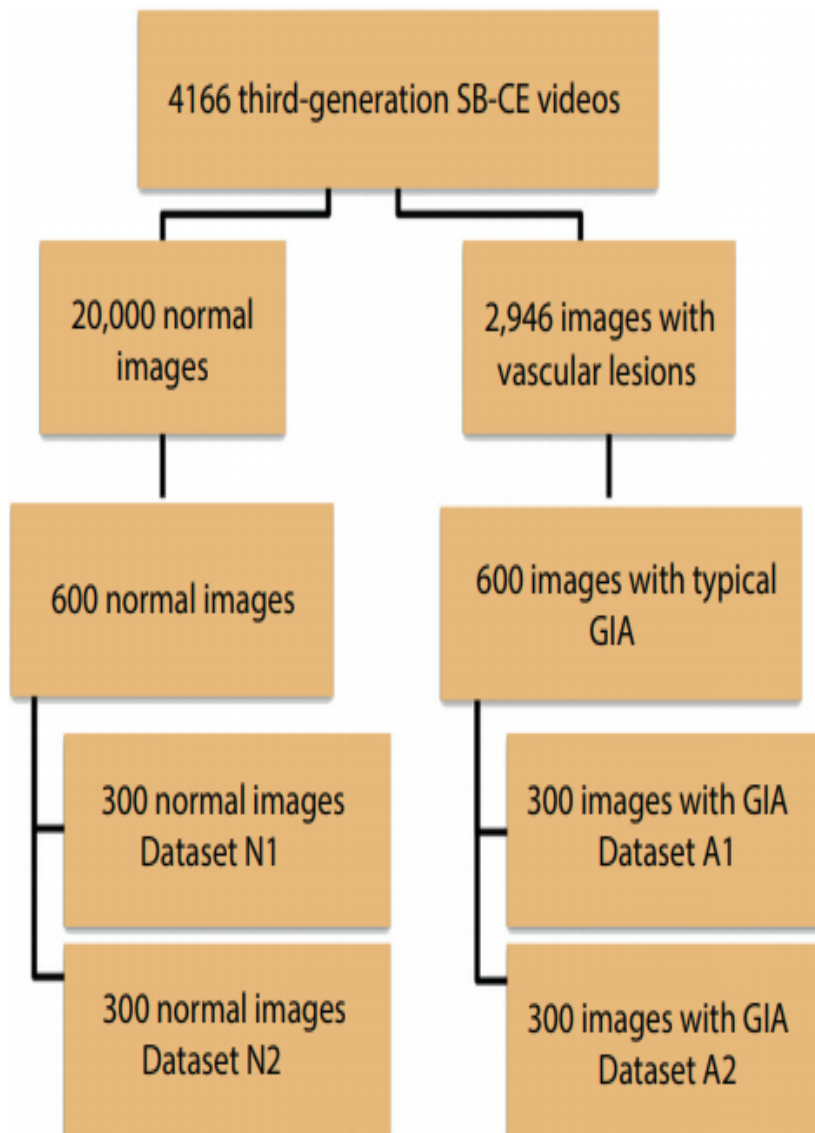 4166 third-generation SB-CE videos
20,000 normal
images
2,946 images with
vascular lesions
600 normal images
600 images with typical
GIA
300 normal images
Dataset N1
300 images with GIA
Dataset A1
300 normal images
Dataset N2
300 images with GIA
Dataset A2